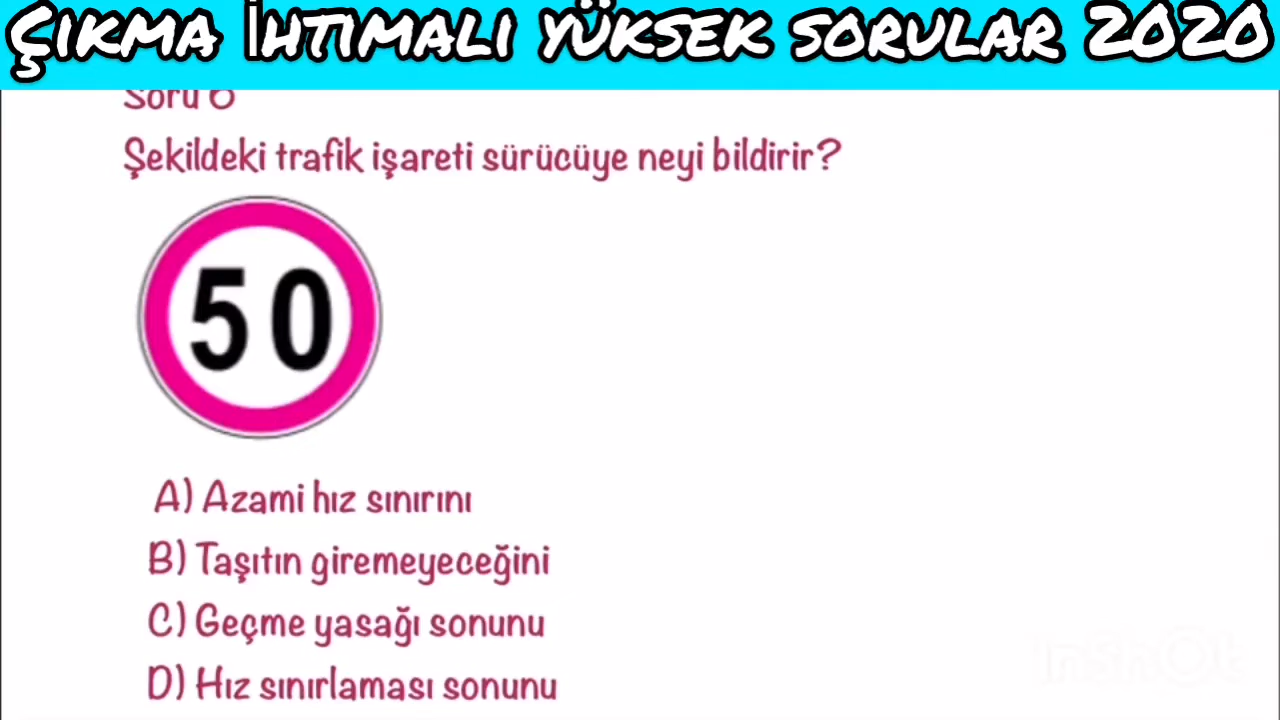 ÇIKMA İHTIMALI YÜKSEK SORULAR 2020
Soru 6
Şekildeki trafik işareti sürücüye neyi bildirir?
50
A) Azami hız sınırını
B) Taşıtın giremeyeceğini
C) Geçme yasağı sonunu
D) Hız sınırlaması sonunu